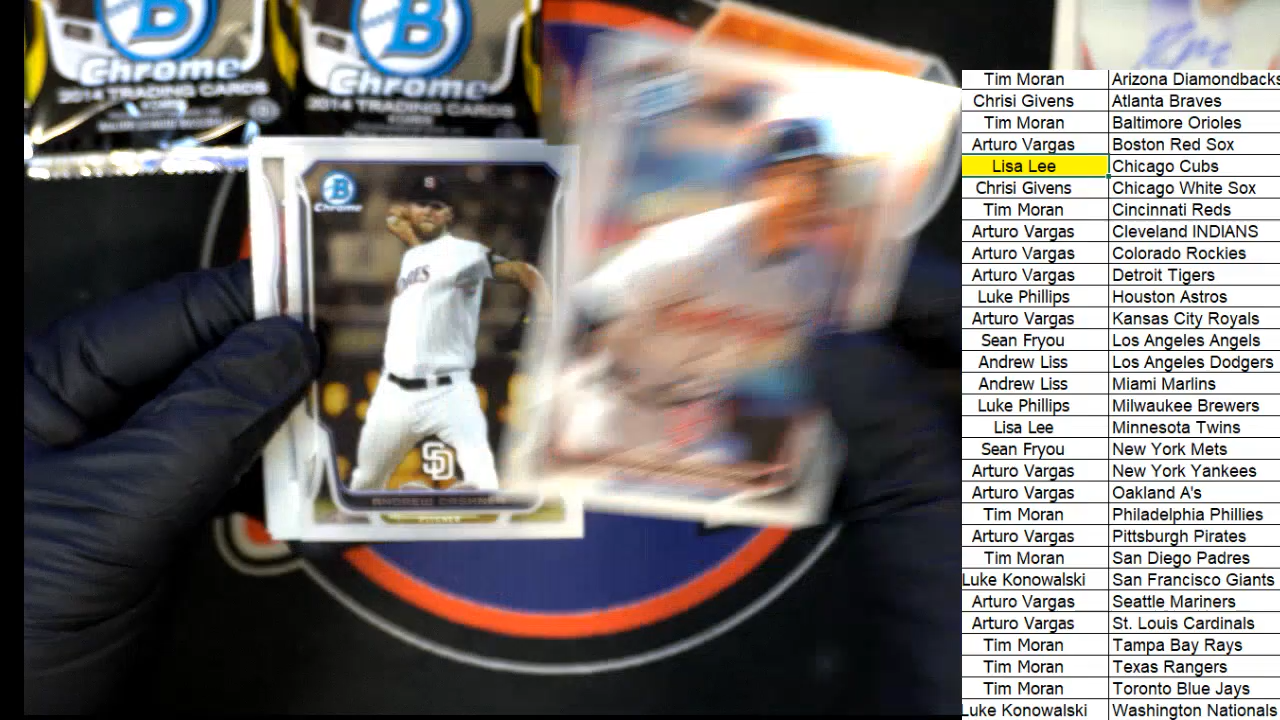 B
Chrome
2014 TRADING CARDS
B
Chrome
2014 TRADING CARDS
B
Chrome
S
SD
ANDREW CASHNER
PITCHER
Tim Moran Arizona Diamondbacks
Chrisi Givens Atlanta Braves
Tim Moran Baltimore Orioles
Arturo Vargas Boston Red Sox
Lisa Lee Chicago Cubs
Chrisi Givens Chicago White Sox
Tim Moran Cincinnati Reds
Arturo Vargas Cleveland INDIANS
Arturo Vargas Colorado Rockies
Arturo Vargas Detroit Tigers
Luke Phillips Houston Astros
Arturo Vargas Kansas City Royals
Sean Fryou Los Angeles Angels
Andrew Liss Los Angeles Dodgers
Andrew Liss Miami Marlins
Luke Phillips Milwaukee Brewers
Lisa Lee Minnesota Twins
Sean Fryou New York Mets
Arturo Vargas New York Yankees
Arturo Vargas Oakland A's
Tim Moran Philadelphia Phillies
Arturo Vargas Pittsburgh Pirates
Tim Moran San Diego Padres
Luke Konowalski San Francisco Giants
Arturo Vargas Seattle Mariners
Arturo Vargas St. Louis Cardinals
Tim Moran Tampa Bay Rays
Tim Moran Texas Rangers
Tim Moran Toronto Blue Jays
Luke Konowalski Washington Nationals